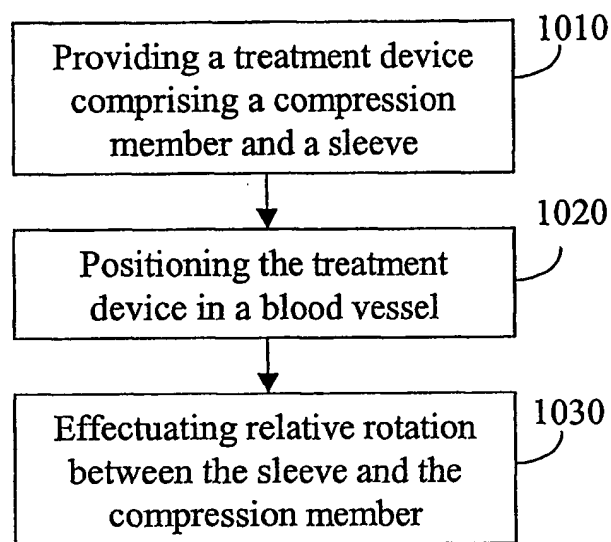 1010
Providing a treatment device
comprising a compression
member and a sleeve
1020
Positioning the treatment
device in a blood vessel
1030
Effectuating relative rotation
between the sleeve and the
compression member